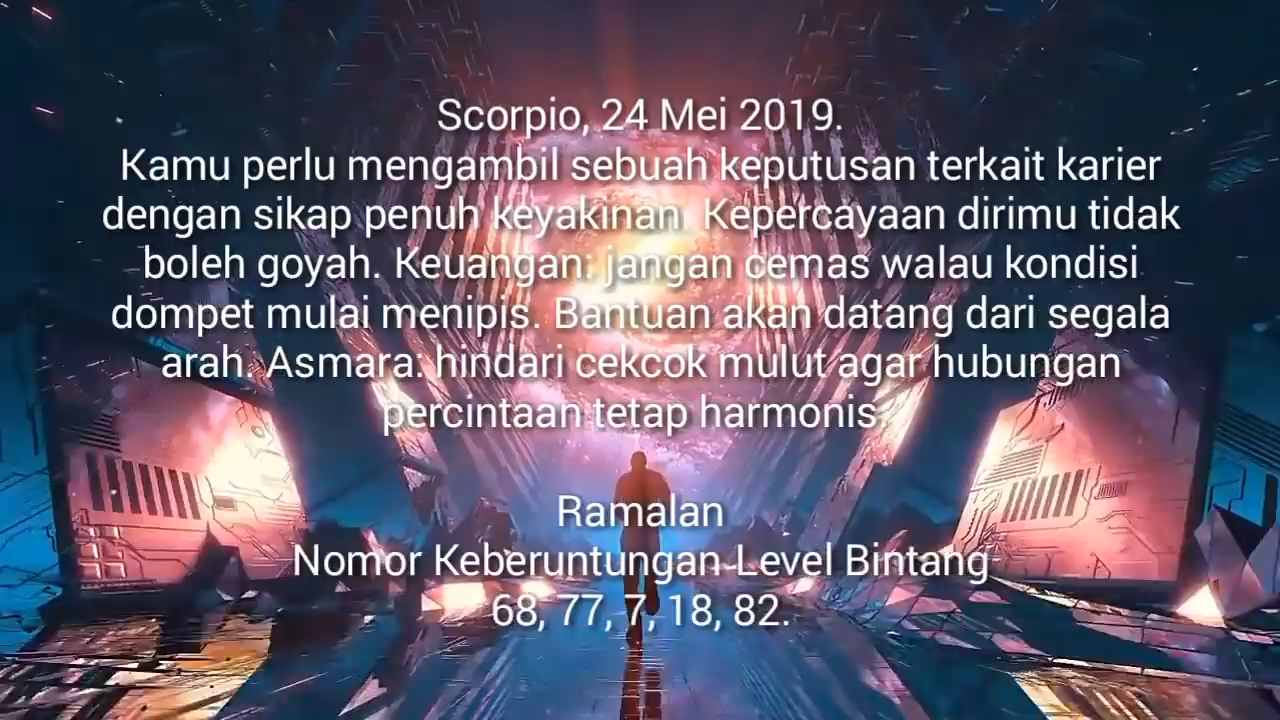 Scorpio, 24 Mei 2019.
Kamu perlu mengambil sebuah keputusan terkait karier
dengan sikap penuh keyakinan. Kepercayaan dirimu tidak
boleh goyah. Keuangan: jangan cemas walau kondisi
dompet mulai menipis. Bantuan akan datang dari segala
arah. Asmara: hindari cekcok mulut agar hubungan
percintaan tetap harmonis.
Ramalan
Nomor Keberuntungan Level Bintang
68, 77, 7, 18, 82.